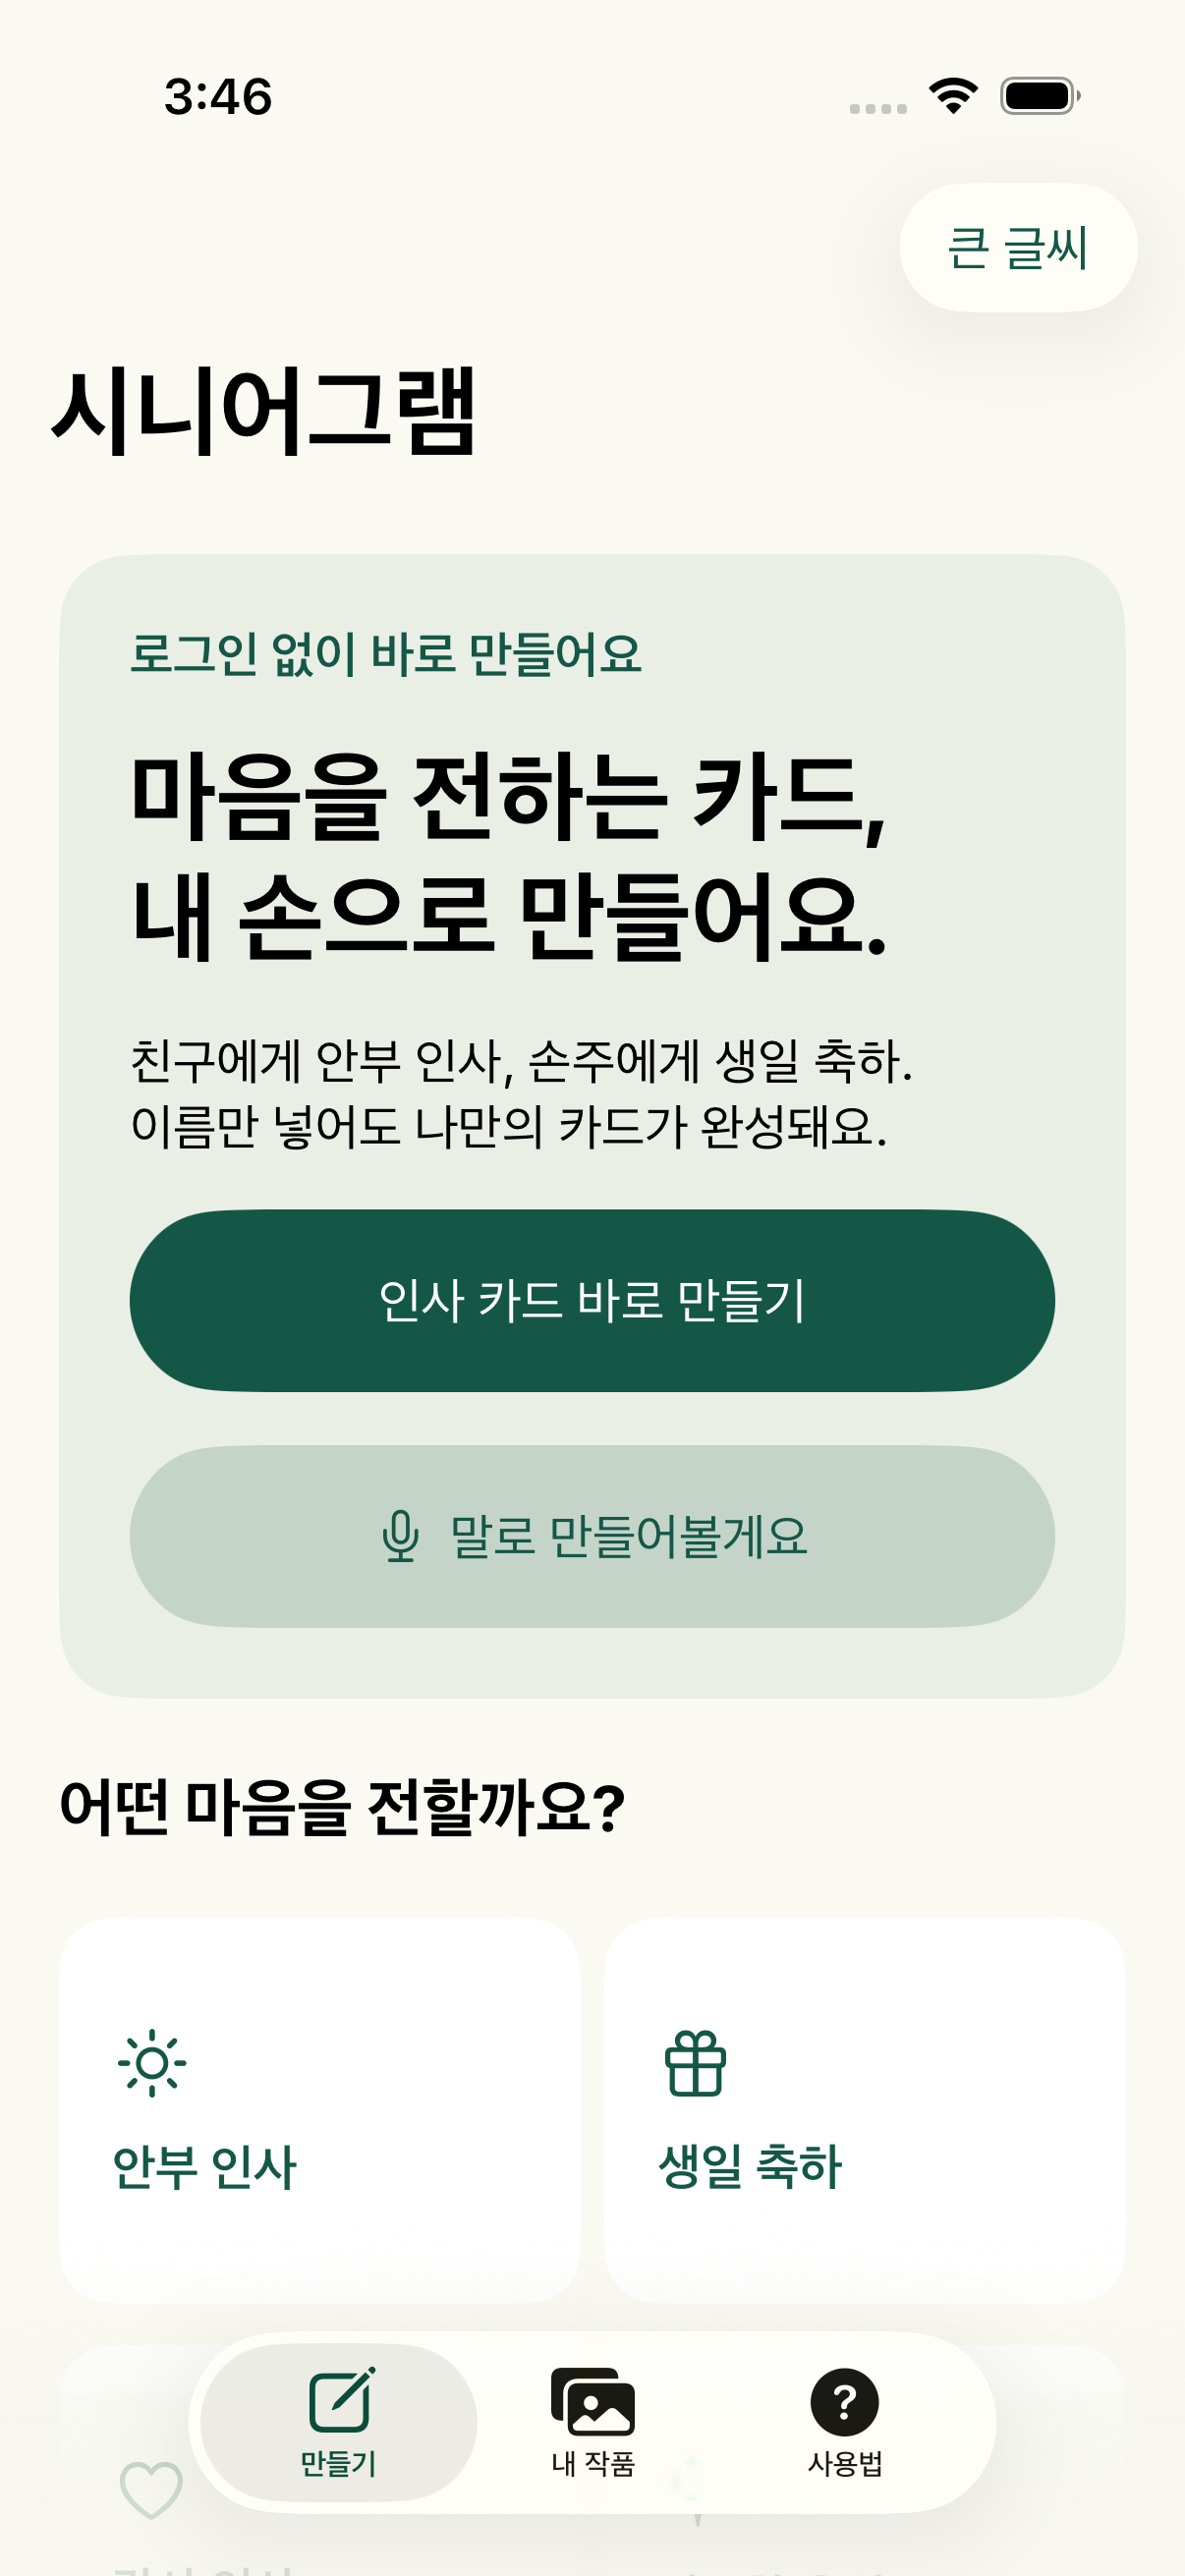 3:46
큰 글씨
시니어그램
로그인 없이 바로 만들어요
마음을 전하는 카드,
내 손으로 만들어요.
친구에게 안부 인사, 손주에게 생일 축하.
이름만 넣어도 나만의 카드가 완성돼요.
인사 카드 바로 만들기
말로 만들어볼게요
어떤 마음을 전할까요?
안부 인사
생일 축하
만들기
내 작품
사용법